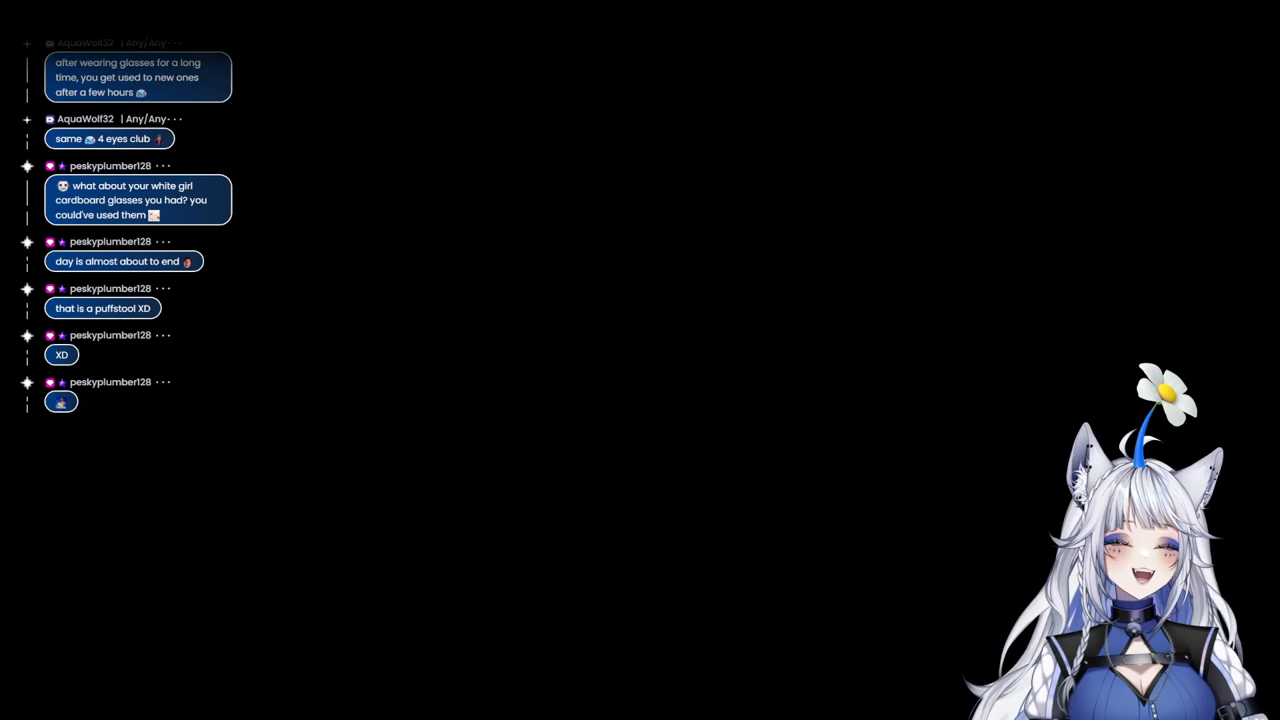 AquaWolf32 | Any/Any···
after wearing glasses for a long
time, you get used to new ones
after a few hours
AquaWolf32 | Any/Any···
same 4 eyes club
peskyplumber128 ···
what about your white girl
cardboard glasses you had? you
could've used them
peskyplumber128 ···
day is almost about to end
peskyplumber128 ···
that is a puffstool XD
peskyplumber128 ···
XD
peskyplumber128 ···